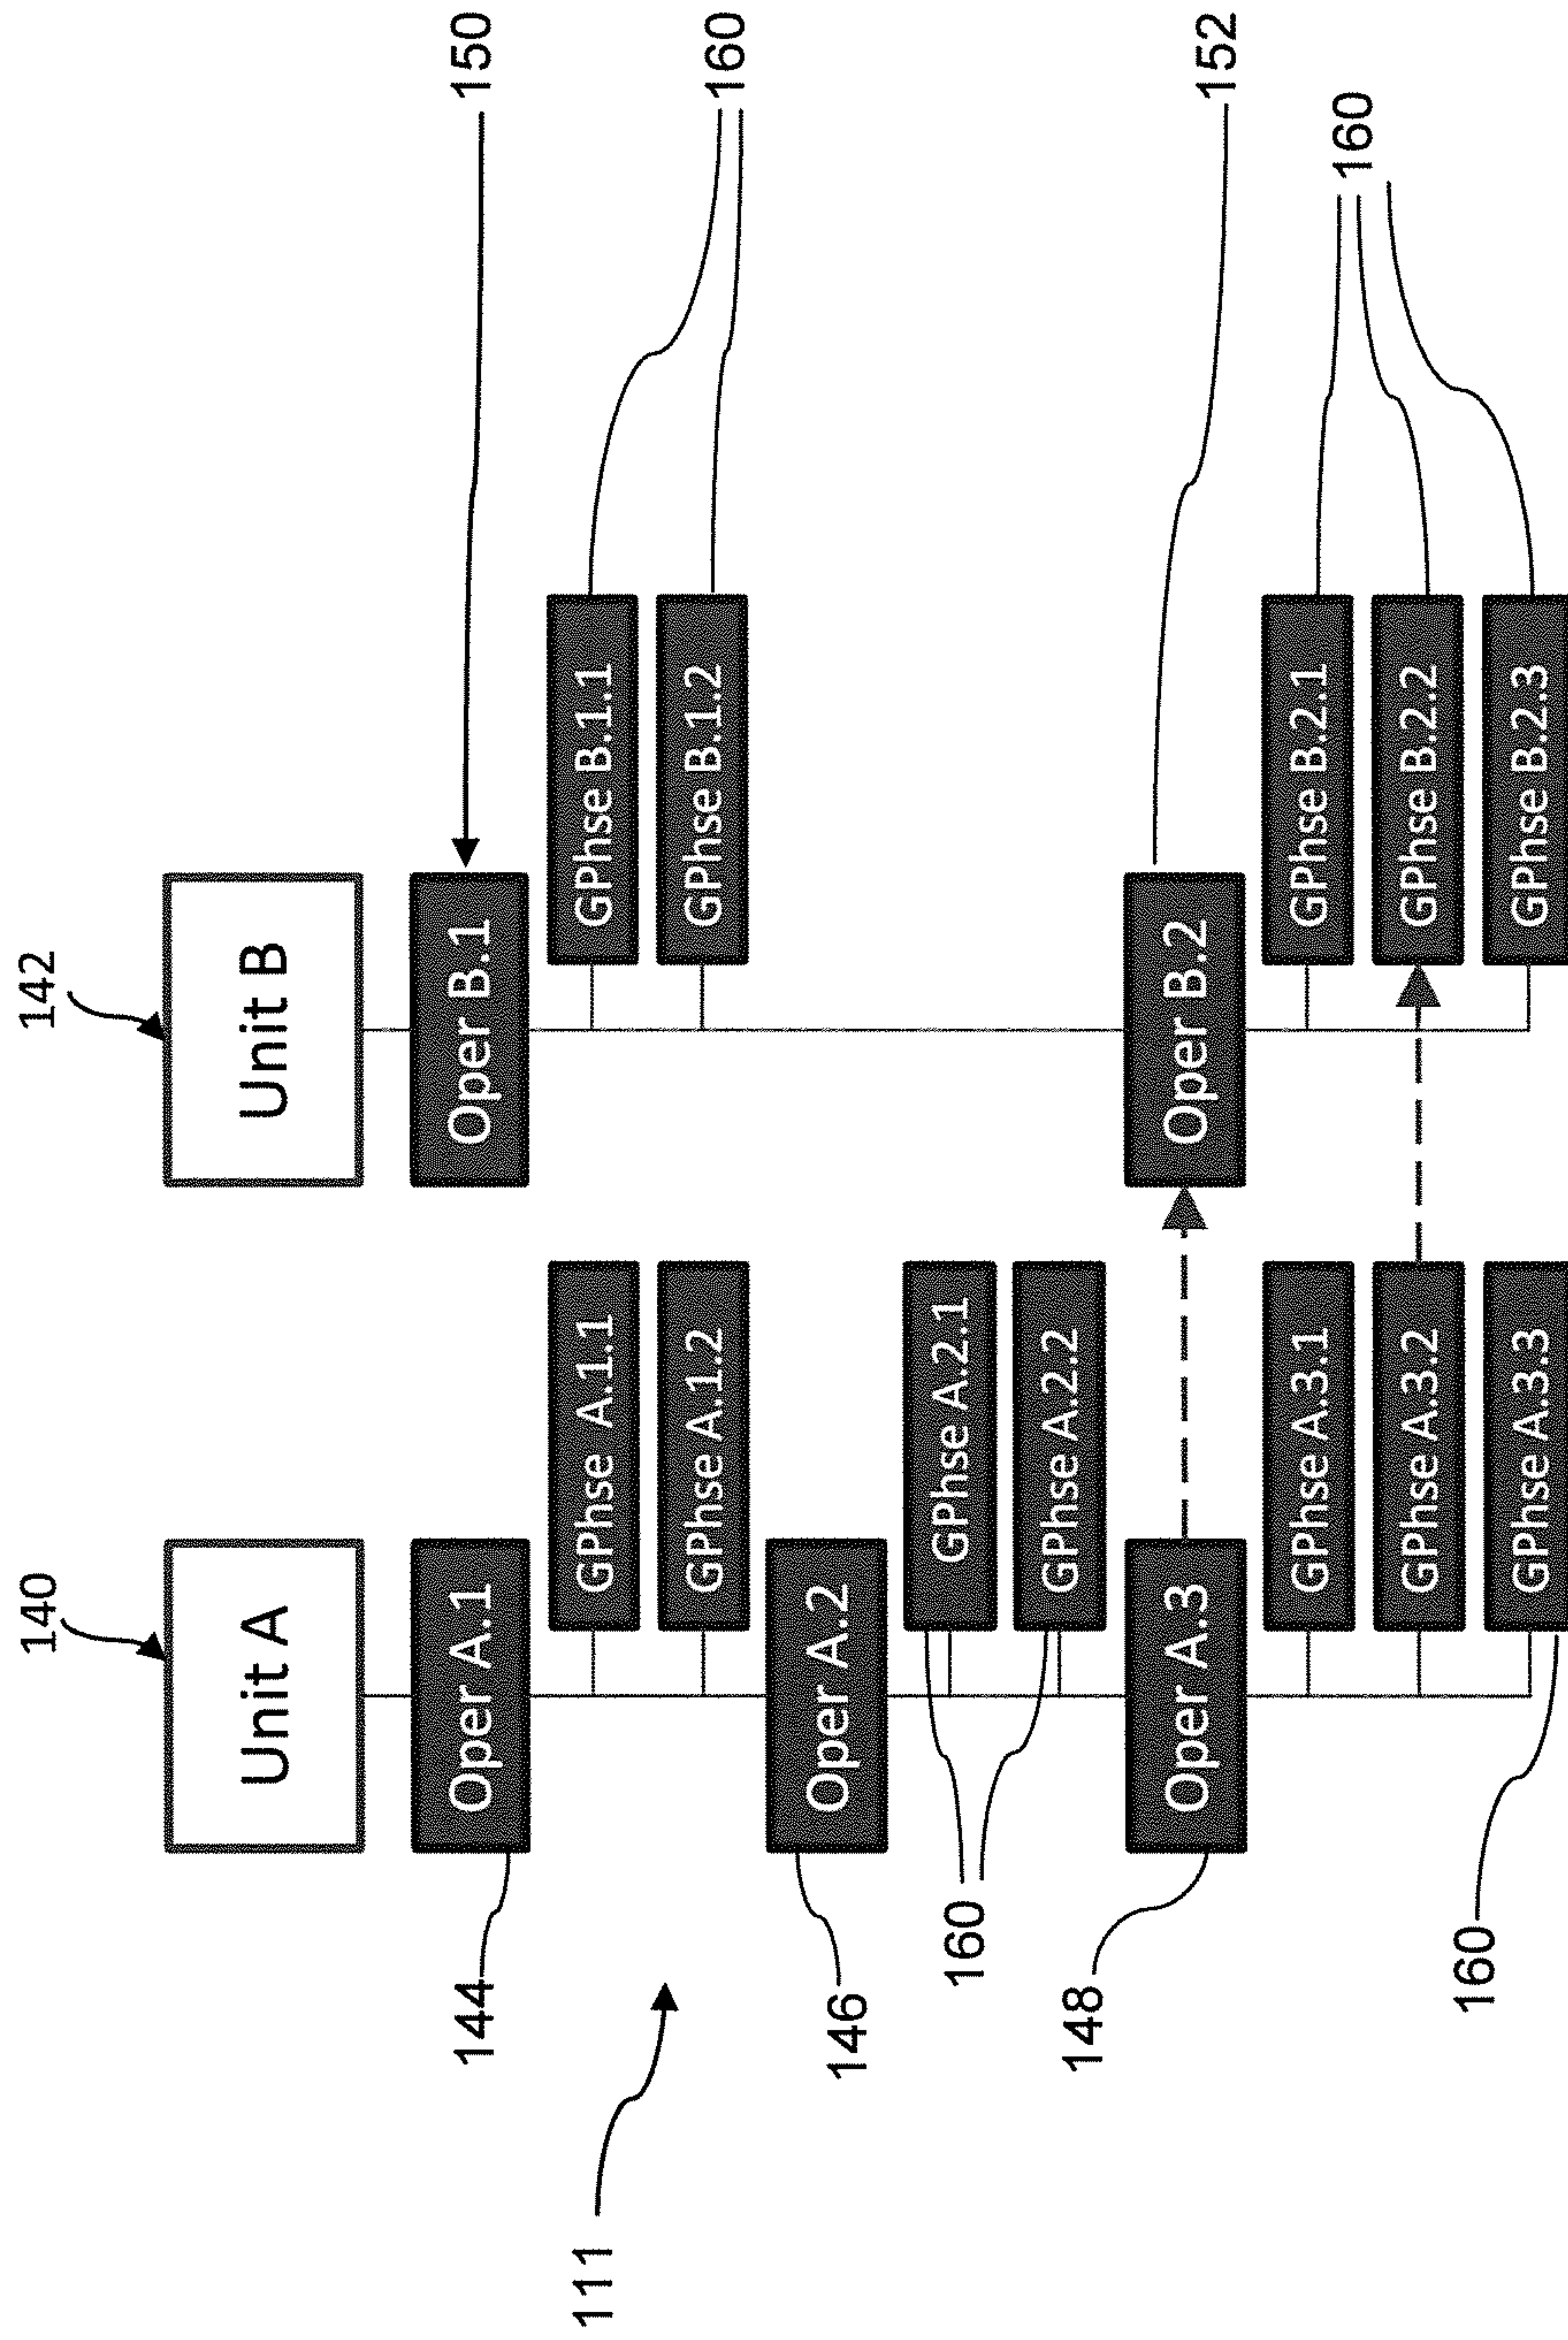 140
142
Unit A
Unit B
144
Oper A.1
Oper B.1
150
GPhse A.1.1
GPhse B.1.1
111
GPhse A.1.2
GPhse B.1.2
160
146
Oper A.2
GPhse A.2.1
160
GPhse A.2.2
148
Oper A.3
Oper B.2
152
GPhse A.3.1
GPhse B.2.1
GPhse A.3.2
GPhse B.2.2
160
160
GPhse A.3.3
GPhse B.2.3